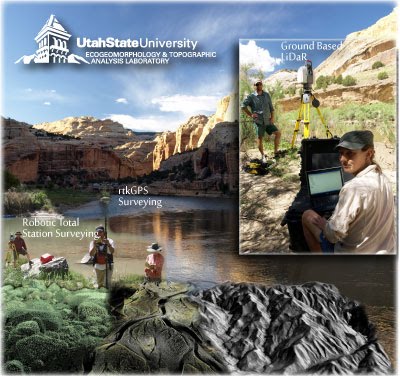 UtahStateUniversity
ECOGEOMORPHOLOGY & TOPOGRAPHIC
ANALYSIS LABORATORY
Ground Based
LiDaR
rtkGPS
Surveying
Robotic Total
Station Surveying